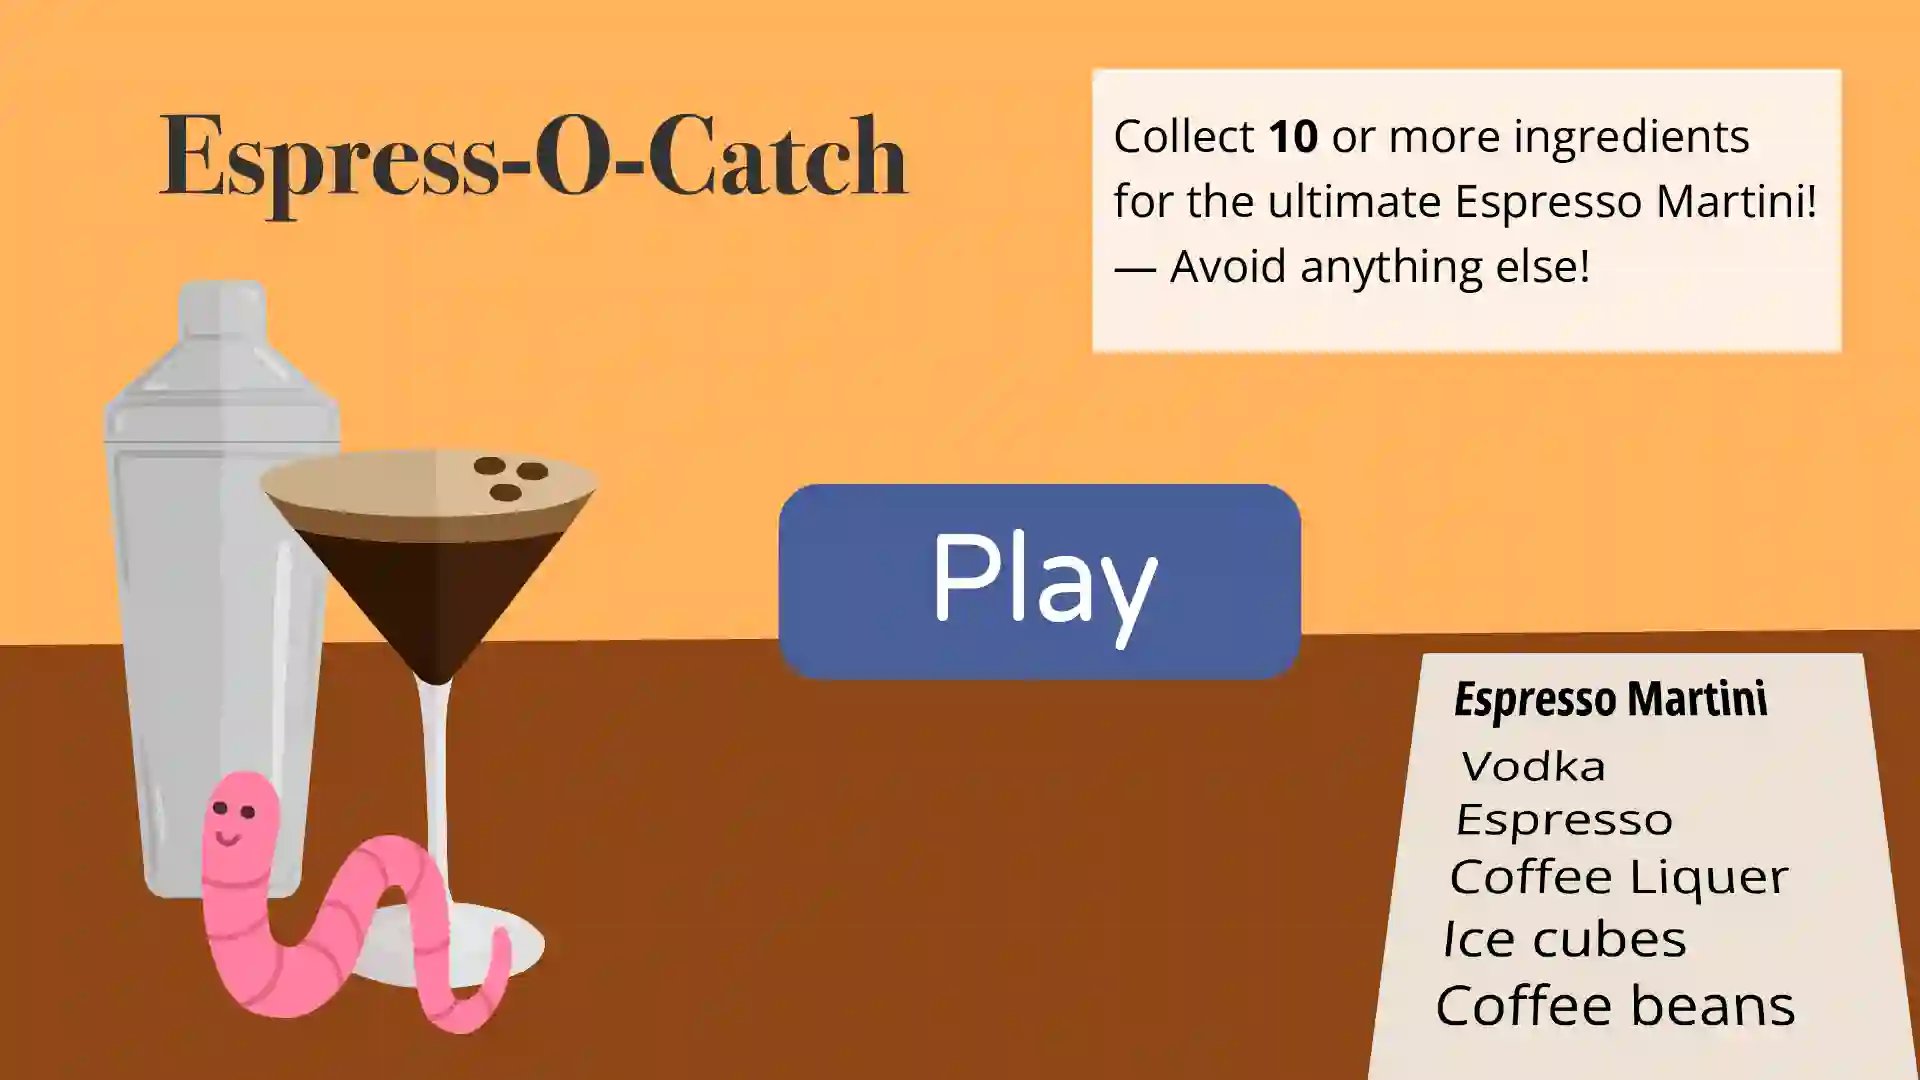 Espress-O-Catch
Collect 10 or more ingredients
for the ultimate Espresso Martini!
— Avoid anything else!
Play
Espresso Martini
Vodka
Espresso
Coffee Liquer
Ice cubes
Coffee beans